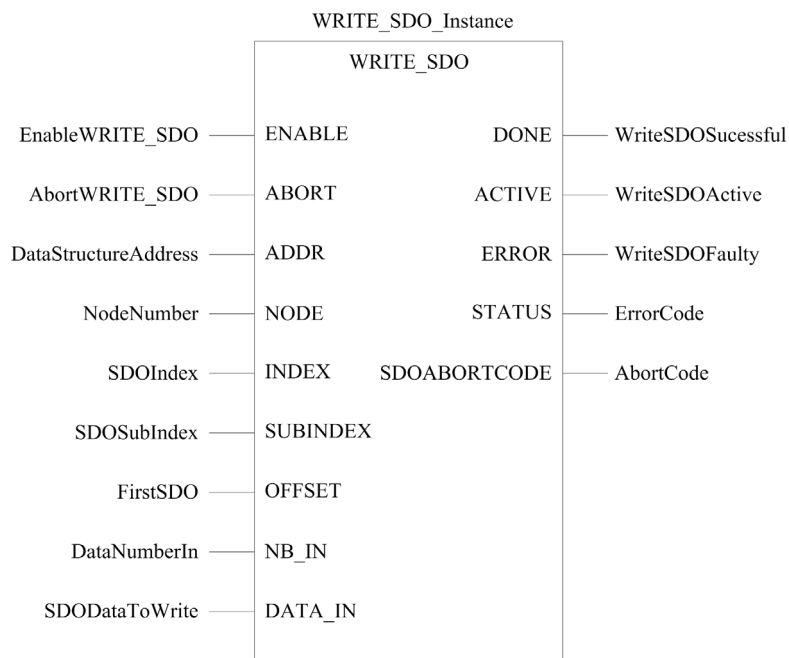 WRITE_SDO_Instance
WRITE_SDO
EnableWRITE_SDO ENABLE DONE WriteSDOSucessful
AbortWRITE_SDO ABORT ACTIVE WriteSDOActive
DataStructureAddress ADDR ERROR WriteSDOFaulty
NodeNumber NODE STATUS ErrorCode
SDOIndex INDEX SDOABORTCODE AbortCode
SDOSubIndex SUBINDEX
FirstSDO OFFSET
DataNumberIn NB_IN
SDODataToWrite DATA_IN